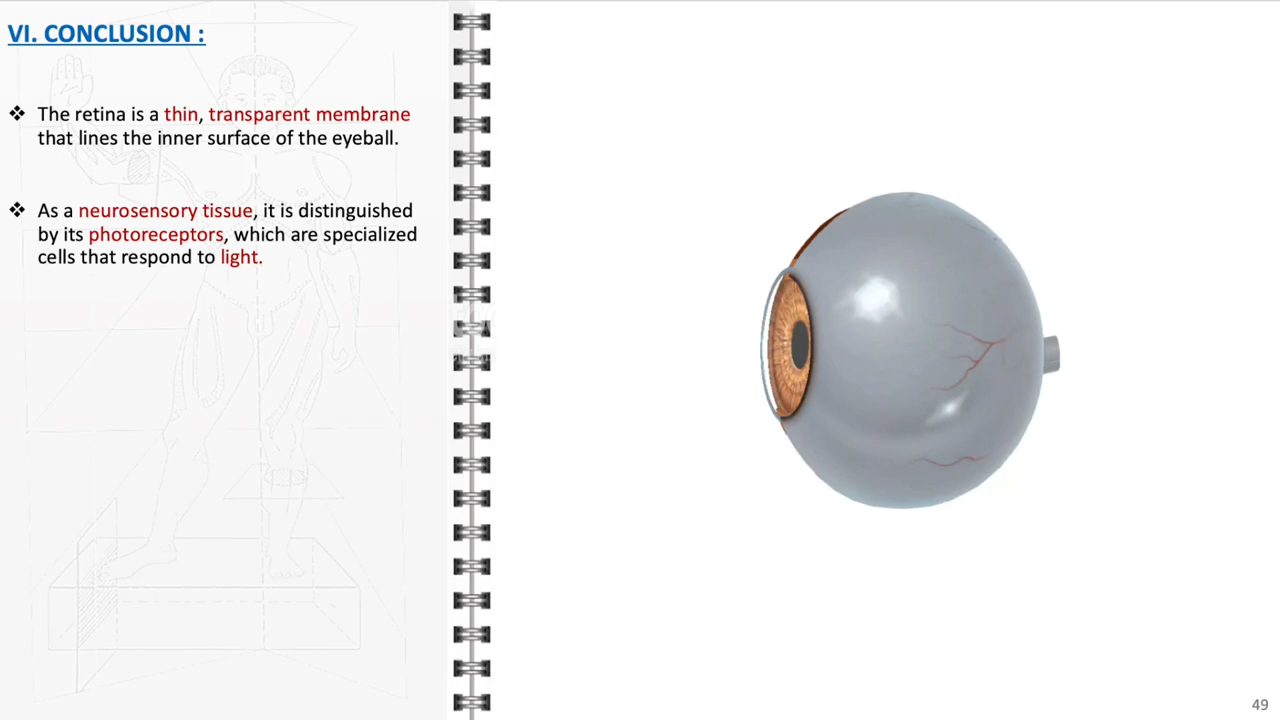 VI. CONCLUSION :
❖ The retina is a thin, transparent membrane
that lines the inner surface of the eyeball.
❖ As a neurosensory tissue, it is distinguished
by its photoreceptors, which are specialized
cells that respond to light.
49